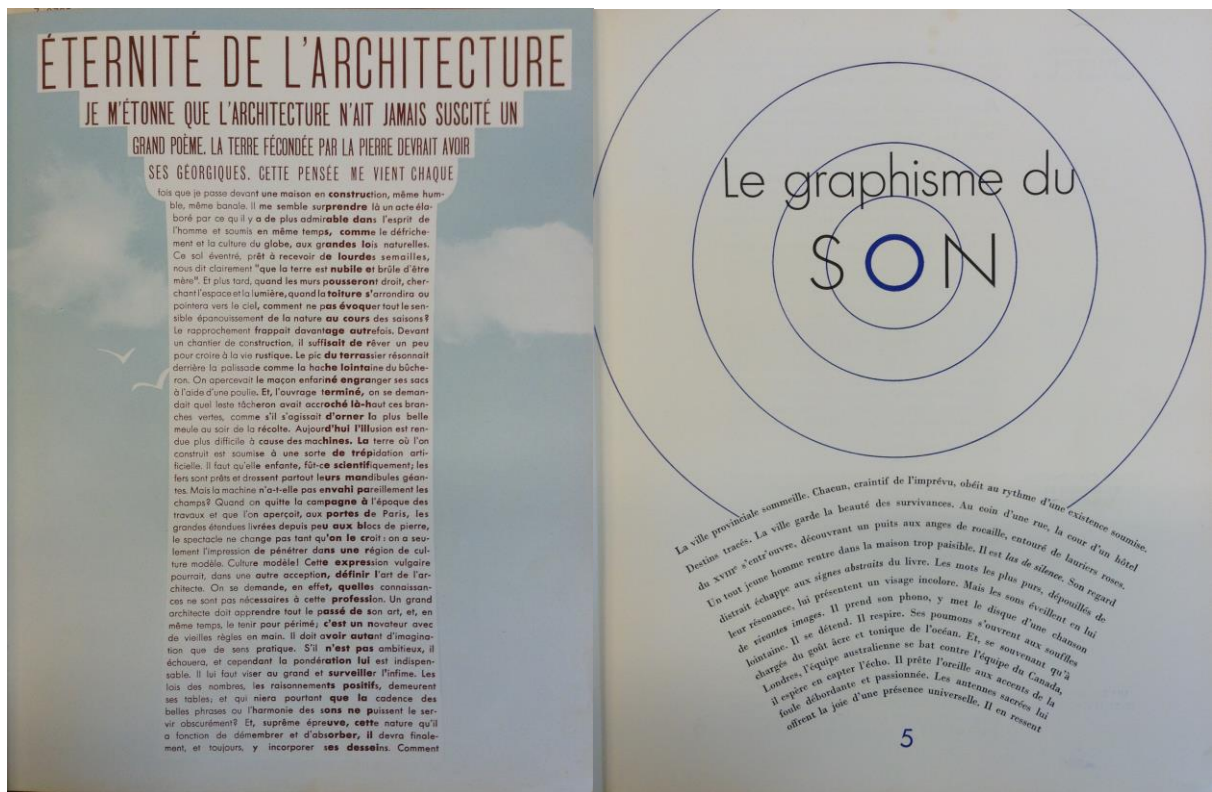 ÉTERNITÉ DE L'ARCHITECTURE
JE M'ÉTONNE QUE L'ARCHITECTURE N'AIT JAMAIS SUSCITÉ UN
GRAND POÈME. LA TERRE FÉCONDÉE PAR LA PIERRE DEVRAIT AVOIR
SES GÉORGIQUES. CETTE PENSÉE ME VIENT CHAQUE
fois que je passe devant une maison en construction, même hum-
ble, même banale. Il me semble surprendre là un acte éla-
boré par ce qu'il y a de plus admirable dans l'esprit de
l'homme et soumis en même temps, comme le défriche-
ment et la culture du globe, aux grandes lois naturelles.
Ce sol éventré, prêt à recevoir de lourdes semailles,
nous dit clairement "que la terre est nubile et brûle d'être
mère". Et plus tard, quand les murs pousseront droit, cher-
chant l'espace et la lumière, quand la toiture s'arrondira ou
pointera vers le ciel, comment ne pas évoquer tout le sen-
sible épanouissement de la nature au cours des saisons?
Le rapprochement frappait davantage autrefois. Devant
un chantier de construction, il suffisait de rêver un peu
pour croire à la vie rustique. Le pic du terrassier résonnait
derrière la palissade comme la hache lointaine du bûche-
ron. On apercevait le maçon enfariné engranger ses sacs
à l'aide d'une poulie. Et, l'ouvrage terminé, on se deman-
dait quel leste tâcheron avait accroché là-haut ces bran-
ches vertes, comme s'il s'agissait d'orner la plus belle
meule au soir de la récolte. Aujourd'hui l'illusion est ren-
due plus difficile à cause des machines. La terre où l'on
construit est soumise à une sorte de trépidation arti-
ficielle. Il faut qu'elle enfante, fût-ce scientifiquement; les
fers sont prêts et dressent partout leurs mandibules géan-
tes. Mais la machine n'a-t-elle pas envahi pareillement les
champs? Quand on quitte la campagne à l'époque des
travaux et que l'on aperçoit, aux portes de Paris, les
grandes étendues livrées depuis peu aux blocs de pierre,
le spectacle ne change pas tant qu'on le croit : on a seu-
lement l'impression de pénétrer dans une région de cul-
ture modèle. Culture modèle! Cette expression vulgaire
pourrait, dans une autre acception, définir l'art de l'ar-
chitecte. On se demande, en effet, quelles connaissan-
ces ne sont pas nécessaires à cette profession. Un grand
architecte doit apprendre tout le passé de son art, et, en
même temps, le tenir pour périmé; c'est un novateur avec
de vieilles règles en main. Il doit avoir autant d'imagina-
tion que de sens pratique. S'il n'est pas ambitieux, il
échouera, et cependant la pondération lui est indispen-
sable. Il lui faut viser au grand et surveiller l'infime. Les
lois des nombres, les raisonnements positifs, demeurent
ses tables; et qui niera pourtant que la cadence des
belles phrases ou l'harmonie des sons ne puissent le ser-
vir obscurément? Et, suprême épreuve, cette nature qu'il
a fonction de démembrer et d'absorber, il devra finale-
ment, et toujours, y incorporer ses desseins. Comment
Le graphisme du
SON
La ville provinciale sommeille. Chacun, craintif de l'imprévu, obéit au rythme d'une existence soumise.
Destins tracés. La ville garde la beauté des survivances. Au coin d'une rue, la cour d'un hôtel
du XVIIIe s'entr'ouvre, découvrant un puits aux anges de rocaille, entouré de lauriers roses.
Un tout jeune homme rentre dans la maison trop paisible. Il est las de silence. Son regard
distrait échappe aux signes abstraits du livre. Les mots les plus purs, dépouillés de
leur résonance, lui présentent un visage incolore. Mais les sons éveillent en lui
de vivantes images. Il prend son phono, y met le disque d'une chanson
lointaine. Il se détend. Il respire. Ses poumons s'ouvrent aux souffles
chargés du goût âcre et tonique de l'océan. Et, se souvenant qu'à
Londres, l'équipe australienne se bat contre l'équipe du Canada,
il espère en capter l'écho. Il prête l'oreille aux accents de la
foule débordante et passionnée. Les antennes sacrées lui
offrent la joie d'une présence universelle. Il en ressent
5